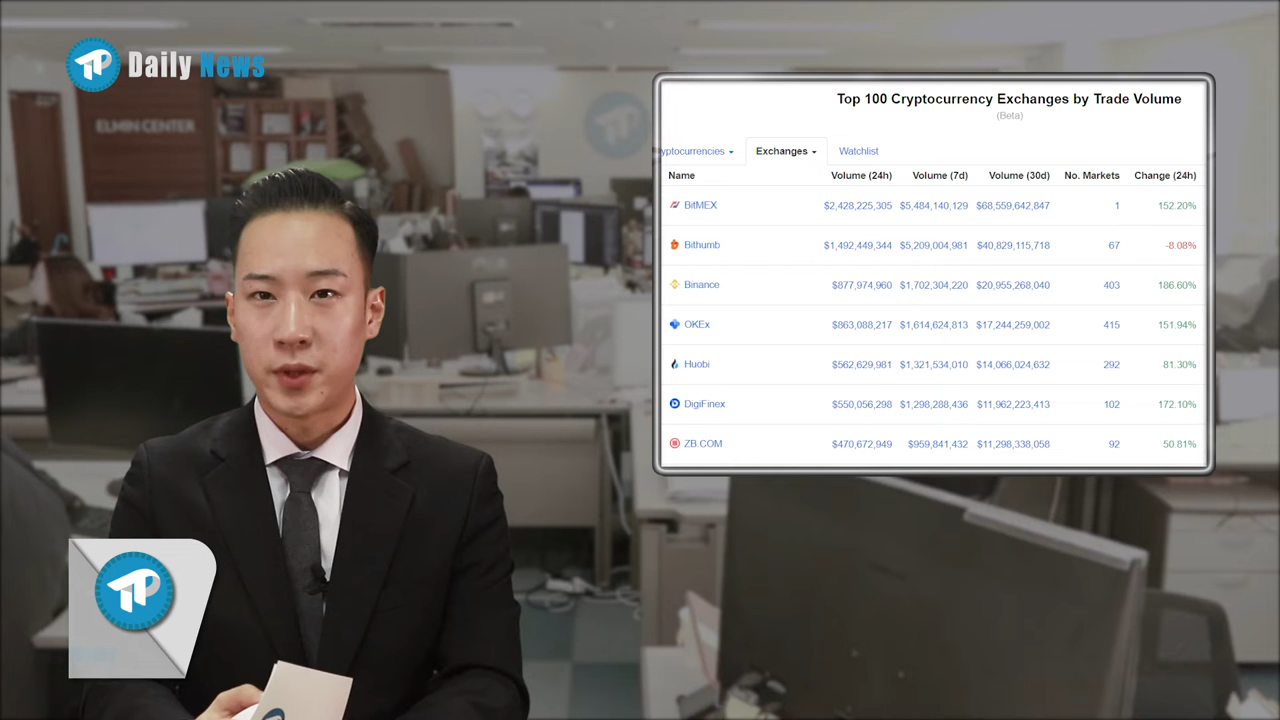 TP Daily News
ELMIN CENTER
TP
Top 100 Cryptocurrency Exchanges by Trade Volume
(Beta)
yptocurrencies Exchanges Watchlist
Name Volume (24h) Volume (7d) Volume (30d) No. Markets Change (24h)
BitMEX $2,428,225,305 $5,484,140,129 $68,559,642,847 1 152.20%
Bithumb $1,492,449,344 $5,209,004,981 $40,829,115,718 67 -8.08%
Binance $877,974,960 $1,702,304,220 $20,955,268,040 403 186.60%
OKEx $863,088,217 $1,614,624,813 $17,244,259,002 415 151.94%
Huobi $562,629,981 $1,321,534,010 $14,066,024,632 292 81.30%
DigiFinex $550,056,298 $1,298,288,436 $11,962,223,413 102 172.10%
ZB.COM $470,672,949 $959,841,432 $11,298,338,058 92 50.81%
TP